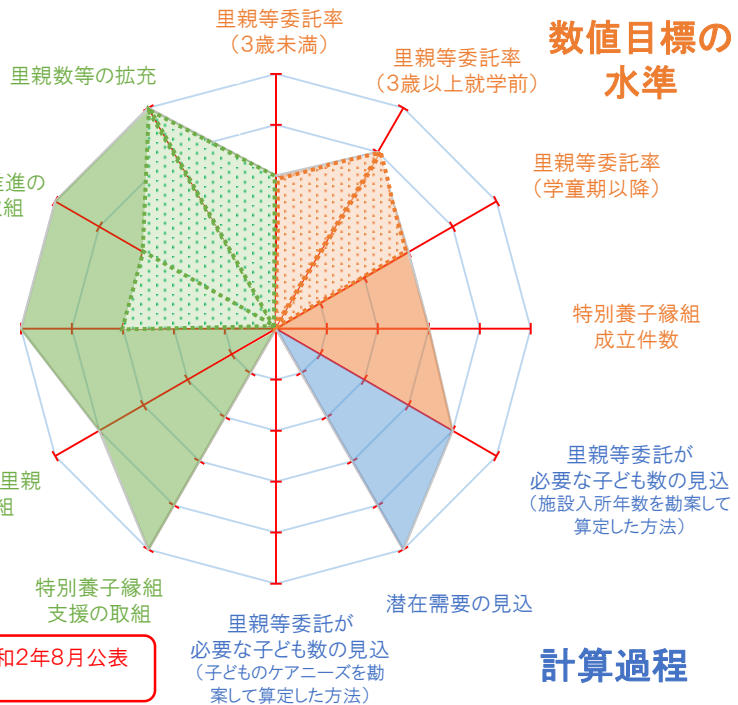 里親等委託率
(3歳未満)
数値目標の
水準
里親等委託率
(3歳以上就学前)
里親数等の拡充
里親等委託率
(学童期以降)
進の
組
特別養子縁組
成立件数
里親等委託が
必要な子ども数の見込
(施設入所年数を勘案して
算定した方法)
里親
組
特別養子縁組
支援の取組
潜在需要の見込
里親等委託が
必要な子ども数の見込
(子どものケアニーズを勘
案して算定した方法)
和2年8月公表
計算過程